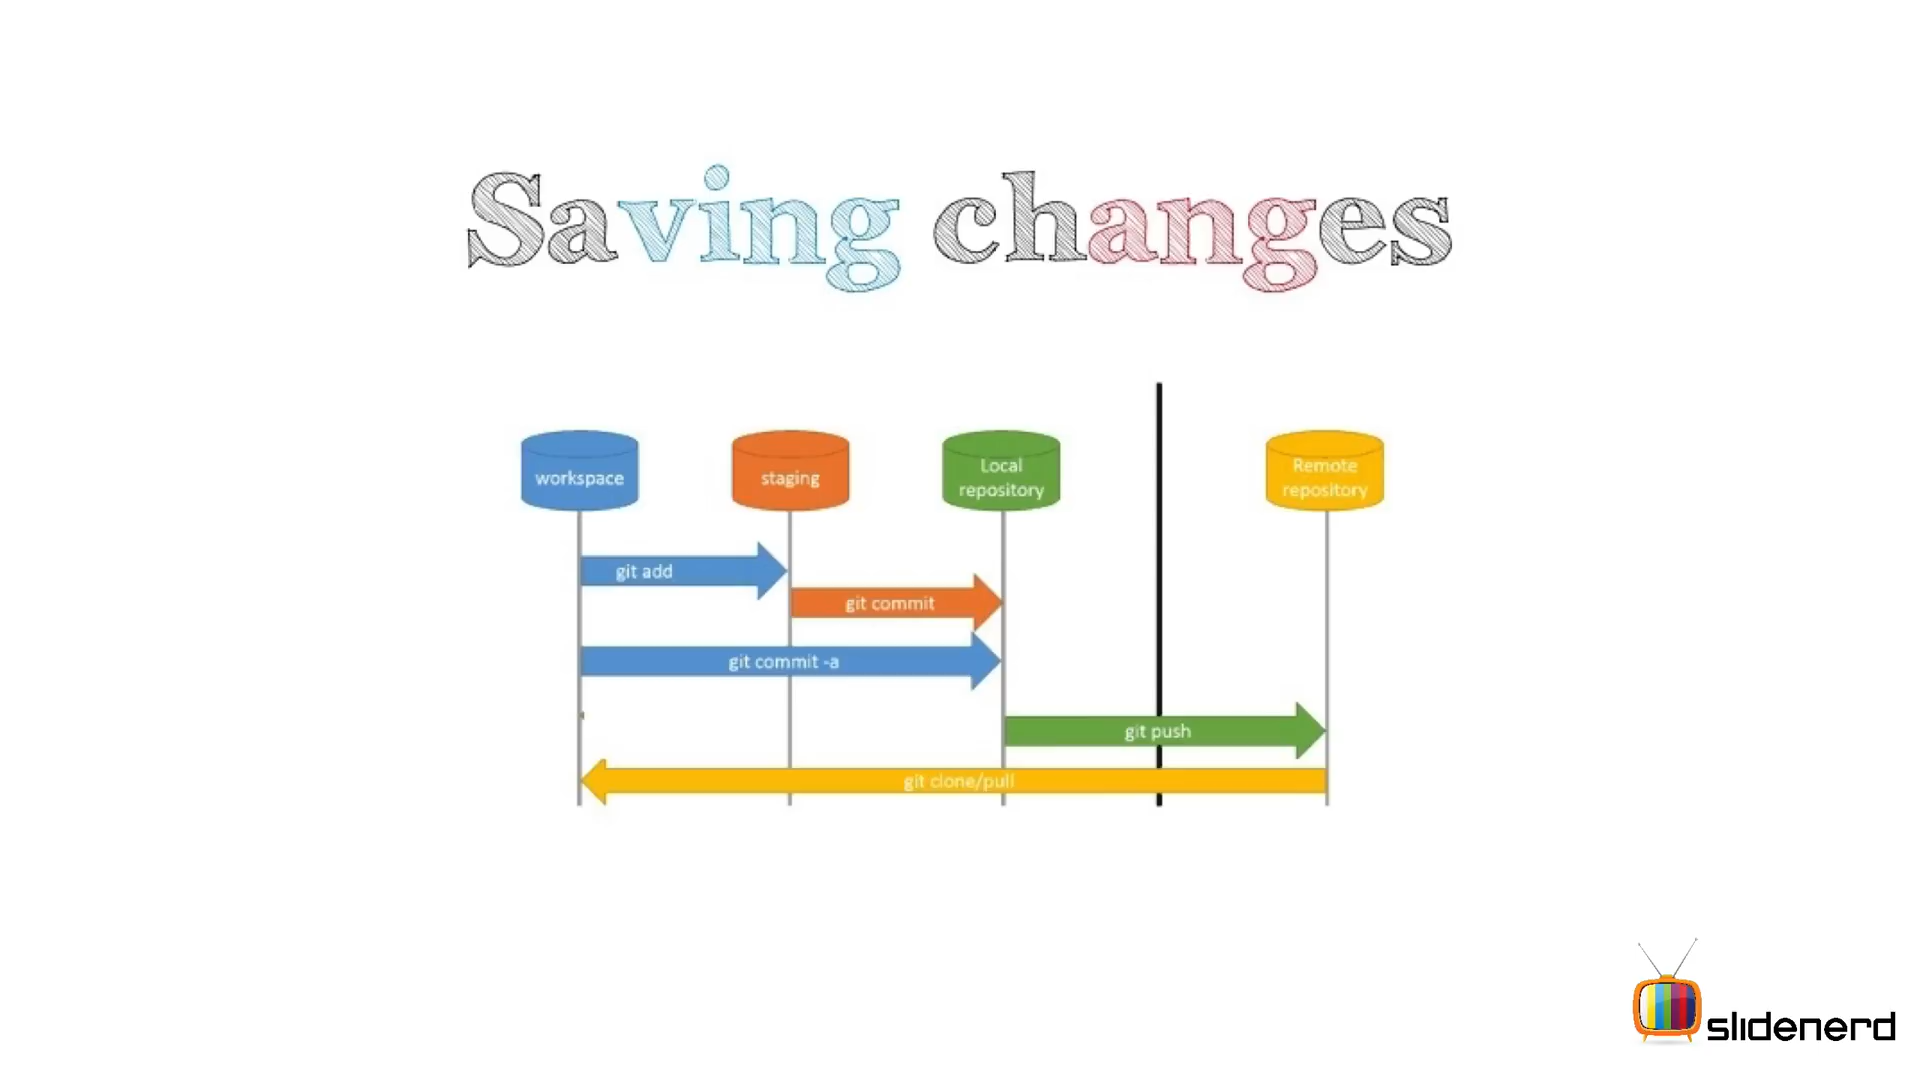 Saving changes
workspace
staging
Local
repository
Remote
repository
git add
git commit
git commit -a
git push
git clone/pull
slidenerd